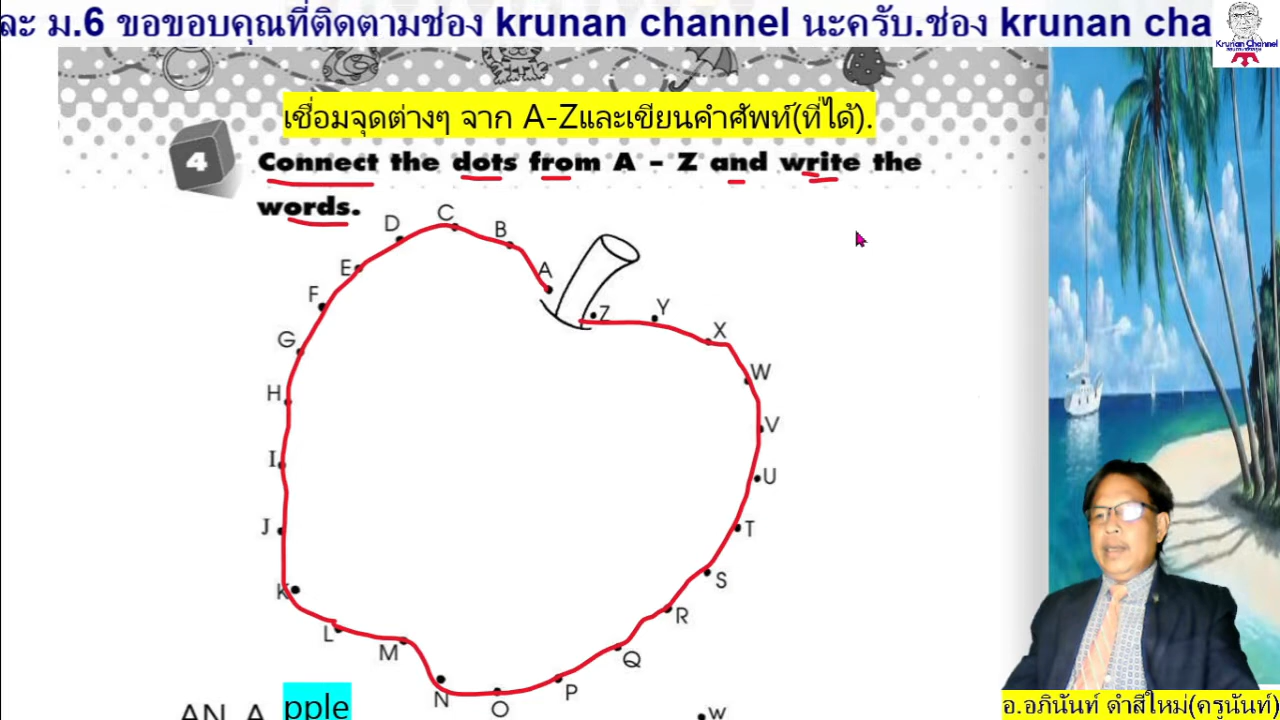 ละ ม.6 ขอขอบคุณที่ติดตามช่อง krunan channel นะครับ.ช่อง krunan cha
Krunan Channel
เชื่อมจุดต่างๆ จาก A-Zและเขียนคำศัพท์(ที่ได้).
4 Connect the dots from A – Z and write the
words.
A
B
C
D
E
F
G
H
I
J
K
L
M
N
O
P
Q
R
S
T
U
V
W
X
Y
Z
AN A pple
w
อ.อภินันท์ ดำสีใหม่(ครูนันท์)